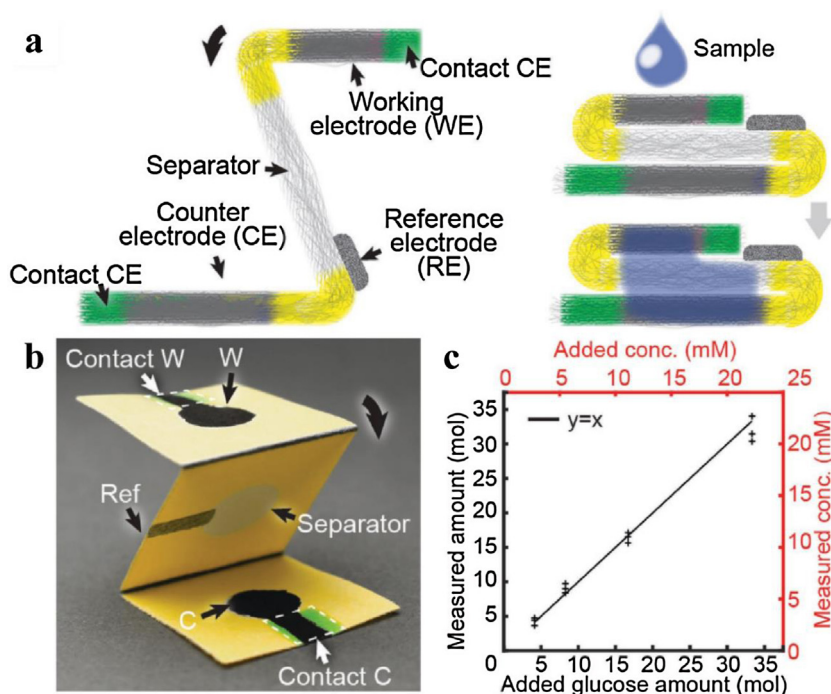 a
Contact CE
Working
electrode (WE)
Separator
Counter
electrode (CE)
Reference
electrode
(RE)
Contact CE
Sample
b
Contact W
W
Ref
Separator
C
Contact C
c
Added conc. (mM)
0 5 10 15 20 25
y=x
Measured amount (mol)
35
30
25
20
15
10
5
0
20
15
10
5
0
Measured conc. (mM)
5 10 15 20 25 30 35
Added glucose amount (mol)